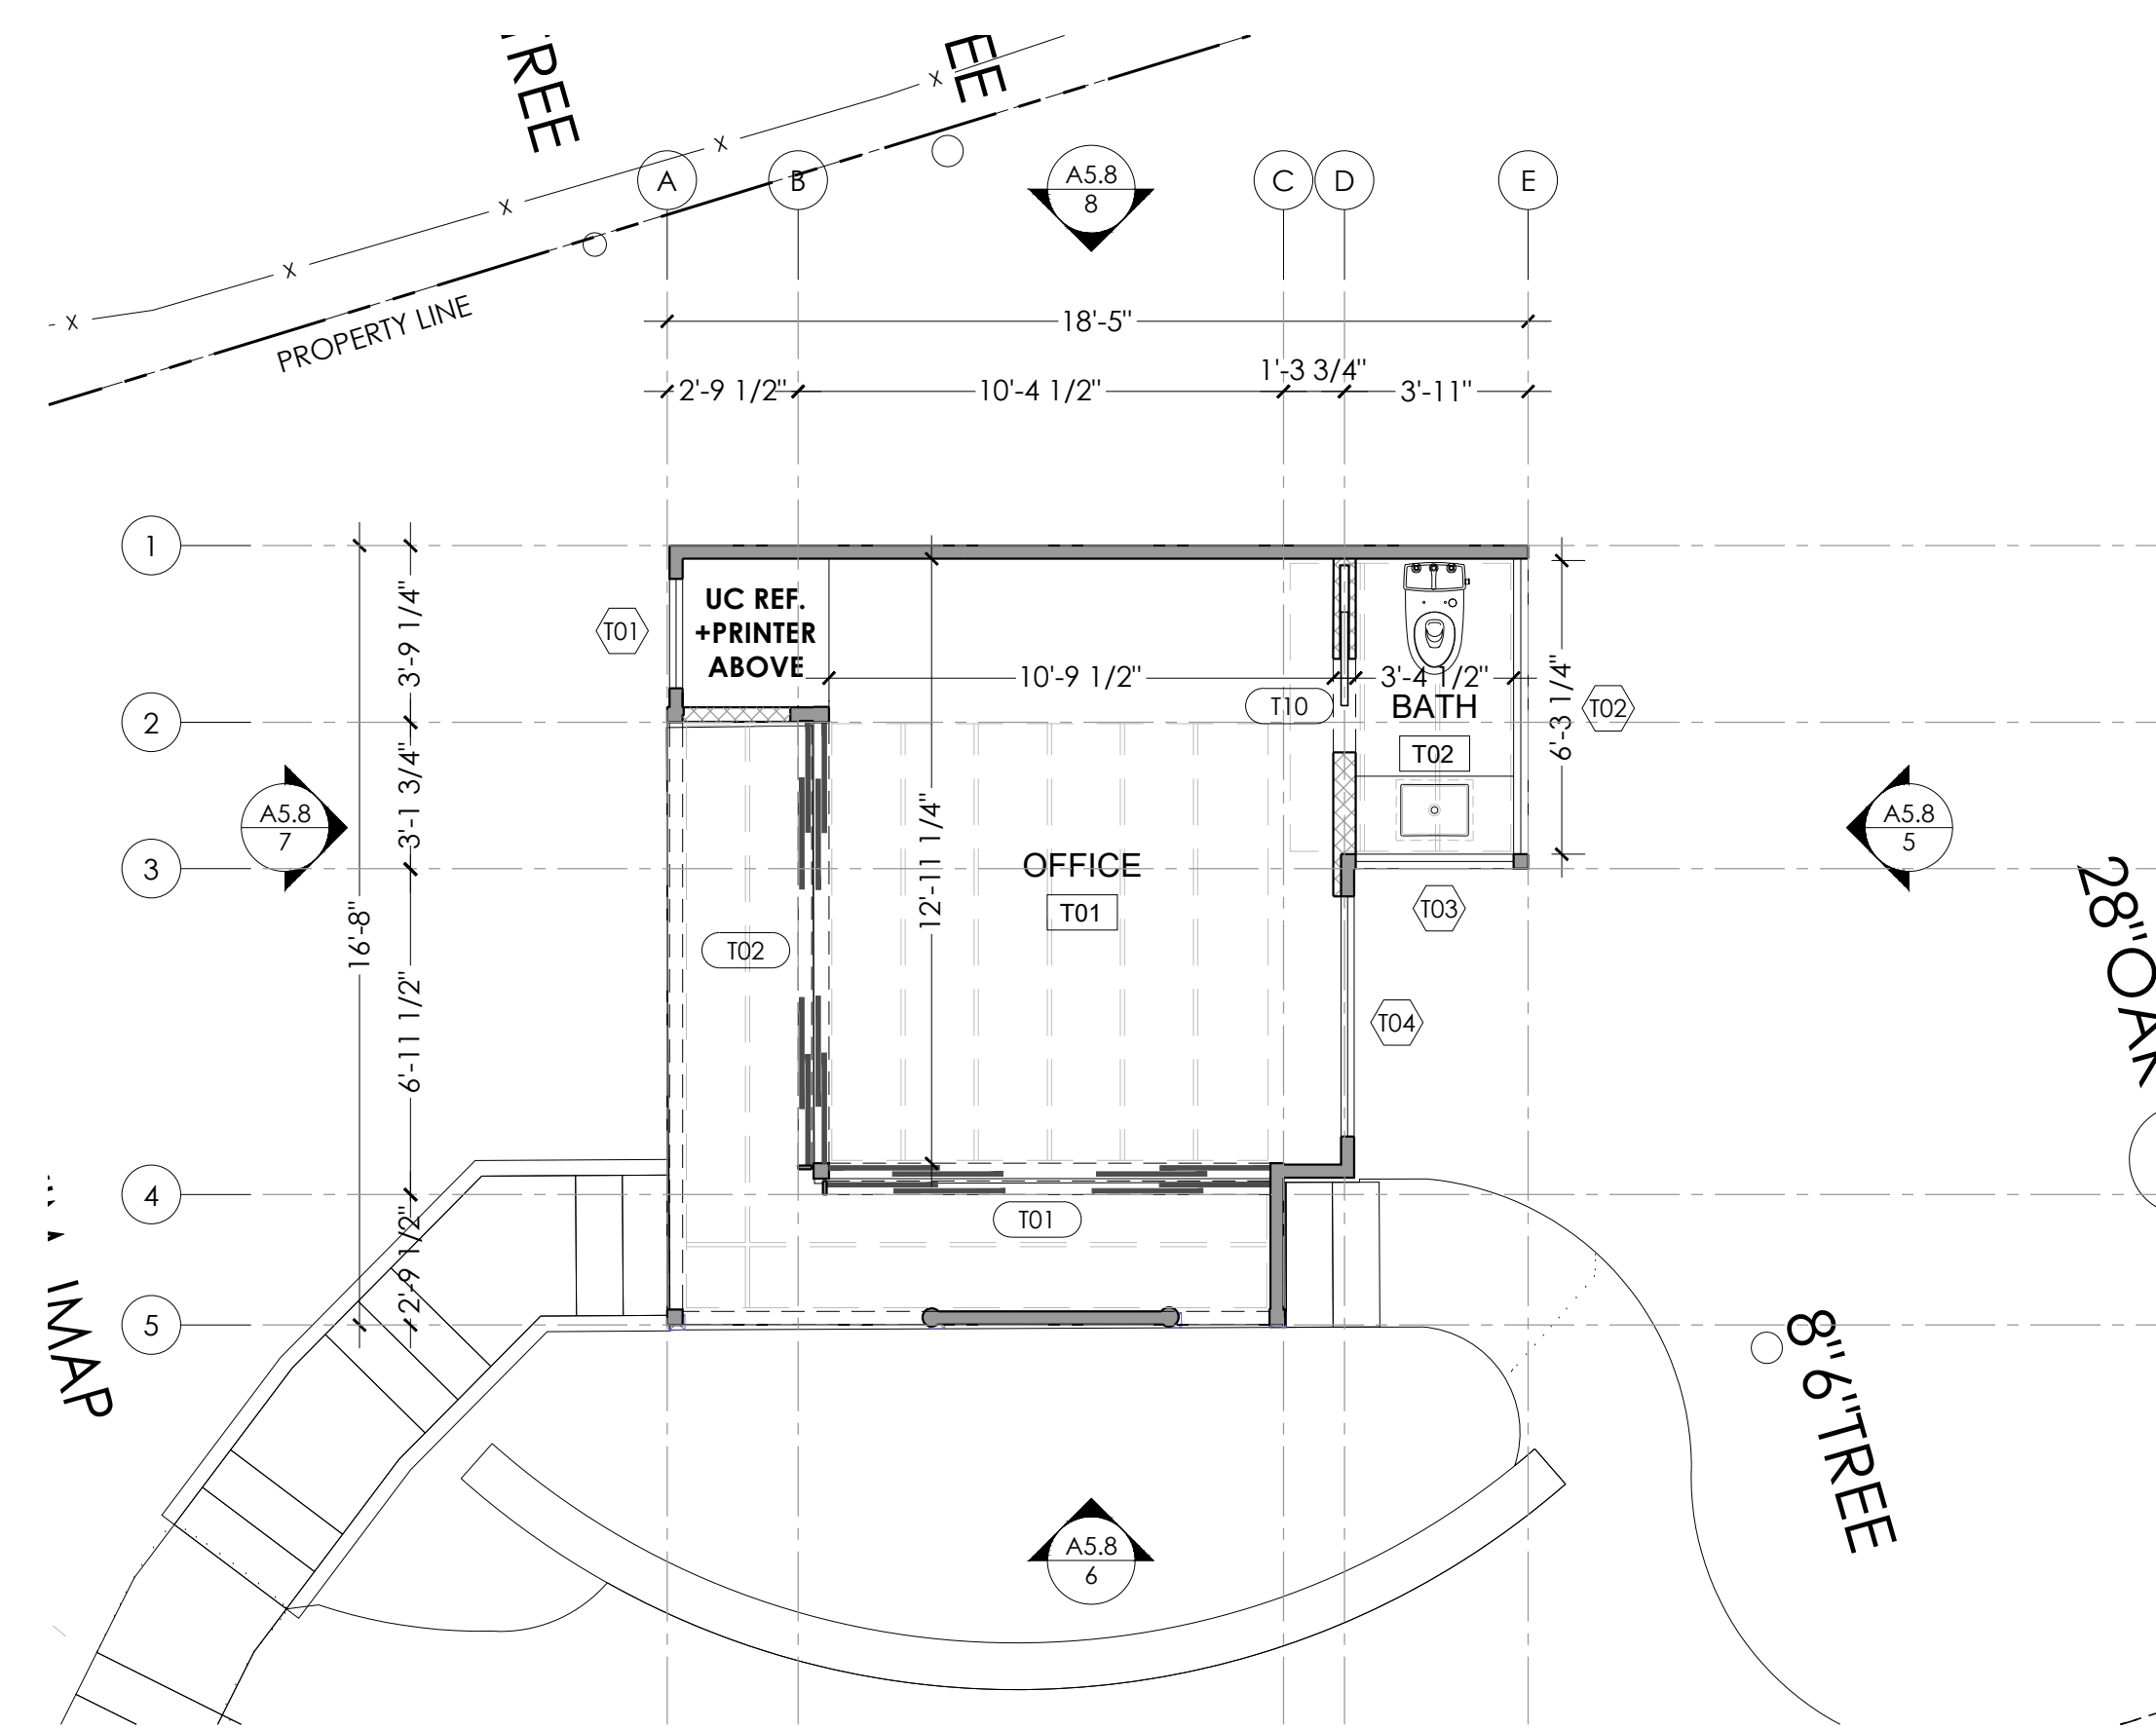 TREE
EE
A
B
A5.8
8
C
D
E
X
X
X
X
X
PROPERTY LINE
18'-5"
1'-3 3/4"
2'-9 1/2"
10'-4 1/2"
3'-11"
1
2
3
4
5
3'-9 1/4"
3'-1 3/4"
6'-11 1/2"
2'-9 1/2"
16'-8"
T01
UC REF.
+PRINTER
ABOVE
10'-9 1/2"
3'-4 1/2"
T10
BATH
T02
6'-3 1/4"
T02
A5.8
7
12'-11 1/4"
OFFICE
T01
T02
T03
T04
T01
A5.8
5
28"OAK
8"6"TREE
IMAP
A5.8
6